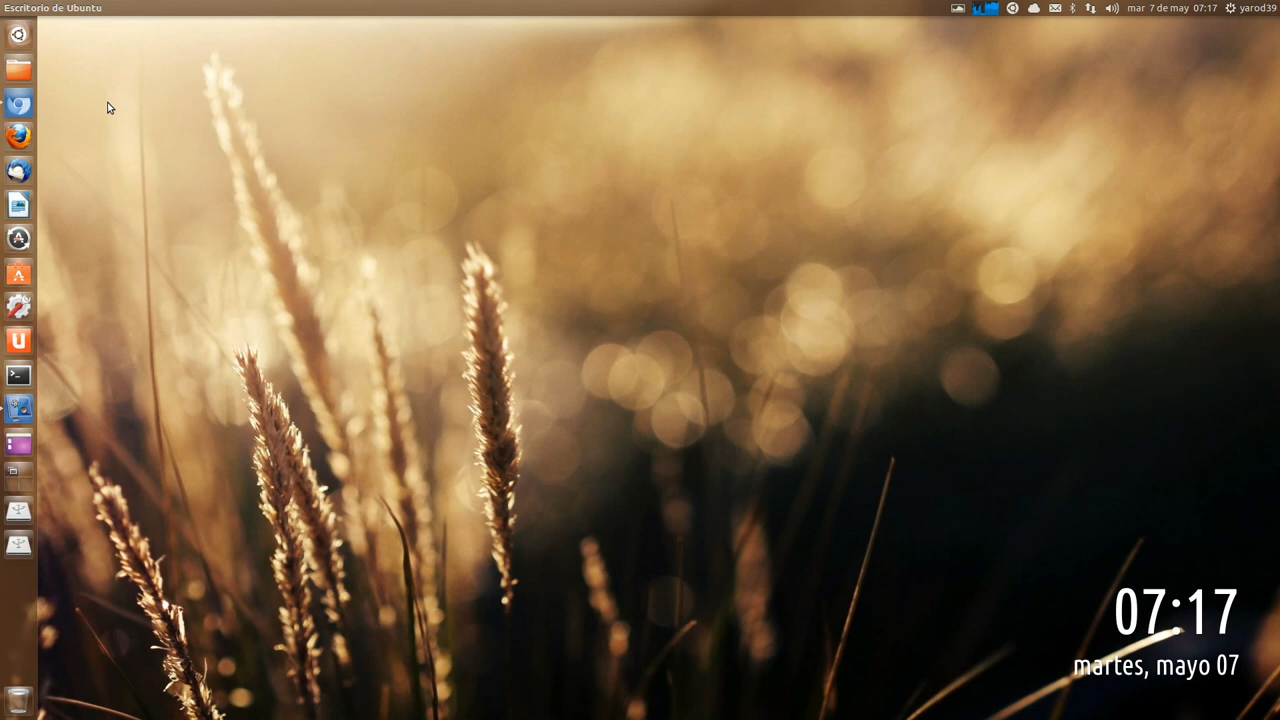 Escritorio de Ubuntu
mar 7 de may 07:17
yarod39
07:17
martes, mayo 07